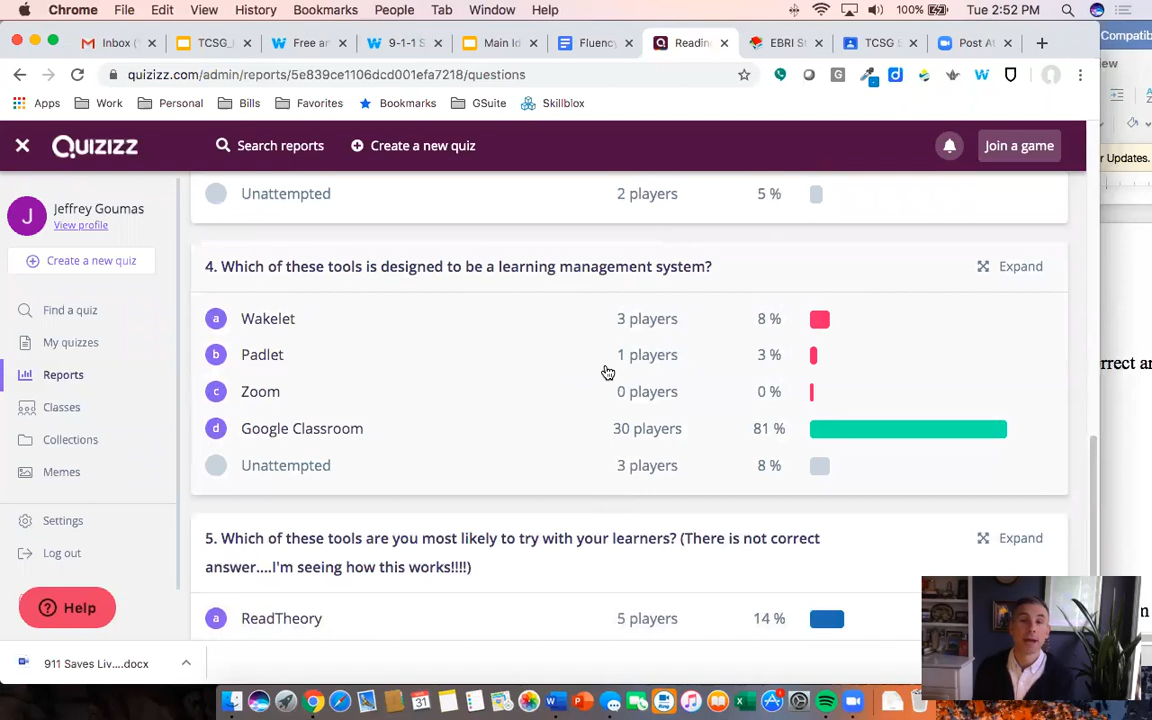 Chrome File Edit View History Bookmarks People Tab Window Help 100% Tue 2:52 PM
Inbox ( TCSG_ Free an 9-1-1 S Main Id Fluency Readin EBRI St TCSG E Post At Compatib
quizizz.com/admin/reports/5e839ce1106dcd001efa7218/questions
Apps Work Personal Bills Favorites Bookmarks GSuite Skillblox
QUIZIZZ Search reports Create a new quiz Join a game
r Updates.
Jeffrey Goumas
View profile
Create a new quiz
Find a quiz
My quizzes
Reports
Classes
Collections
Memes
Settings
Log out
Help
Unattempted 2 players 5 %
4. Which of these tools is designed to be a learning management system? Expand
a Wakelet 3 players 8 %
b Padlet 1 players 3 %
c Zoom 0 players 0 %
d Google Classroom 30 players 81 %
Unattempted 3 players 8 %
5. Which of these tools are you most likely to try with your learners? (There is not correct Expand
answer....I'm seeing how this works!!!!)
a ReadTheory 5 players 14 %
911 Saves Liv....docx